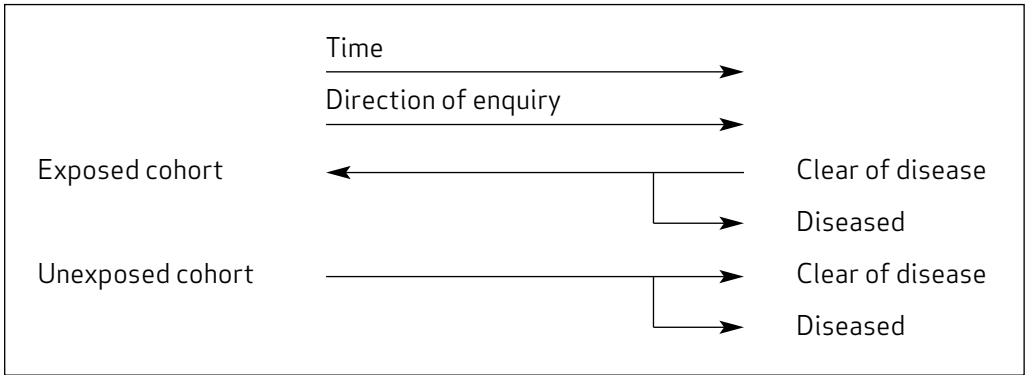 Time
Direction of enquiry
Exposed cohort Clear of disease
Diseased
Unexposed cohort Clear of disease
Diseased